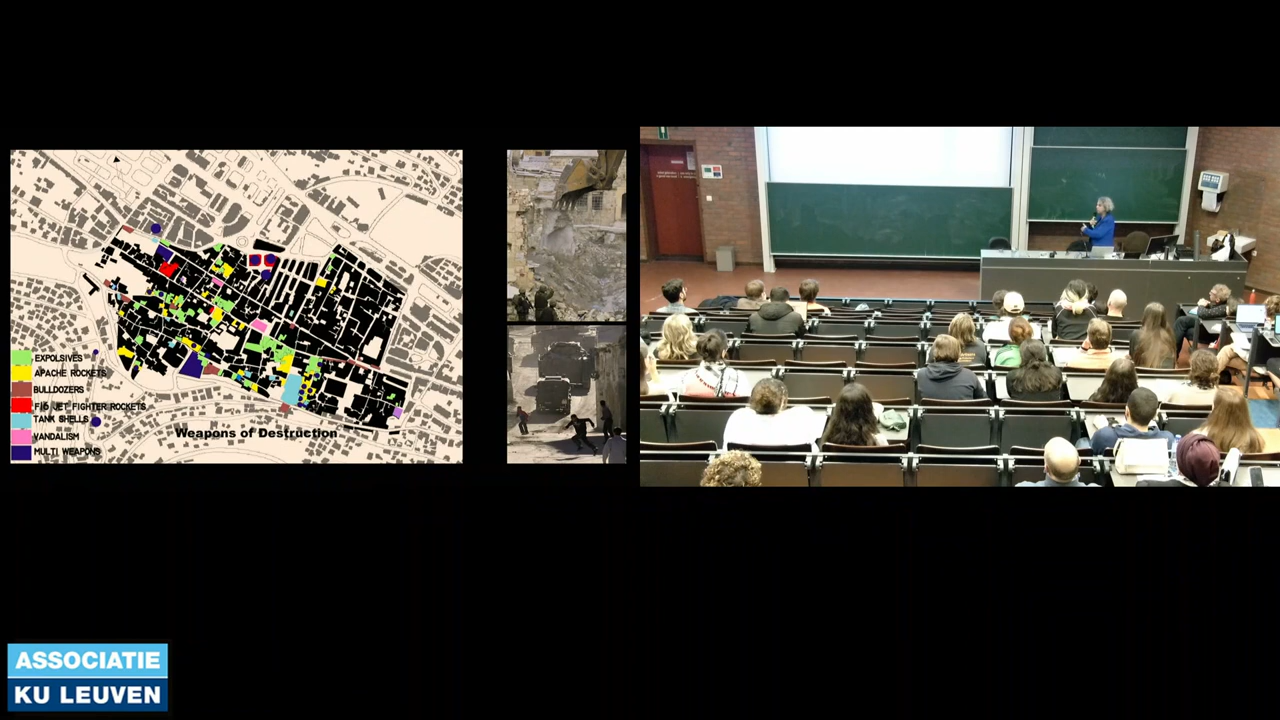 EXPOLSIVES
APACHE ROCKETS
BULLDOZERS
F16 JET FIGHTER ROCKETS
TANK SHELLS
VANDALISM
MULTI WEAPONS
Weapons of Destruction
ASSOCIATIE
KU LEUVEN